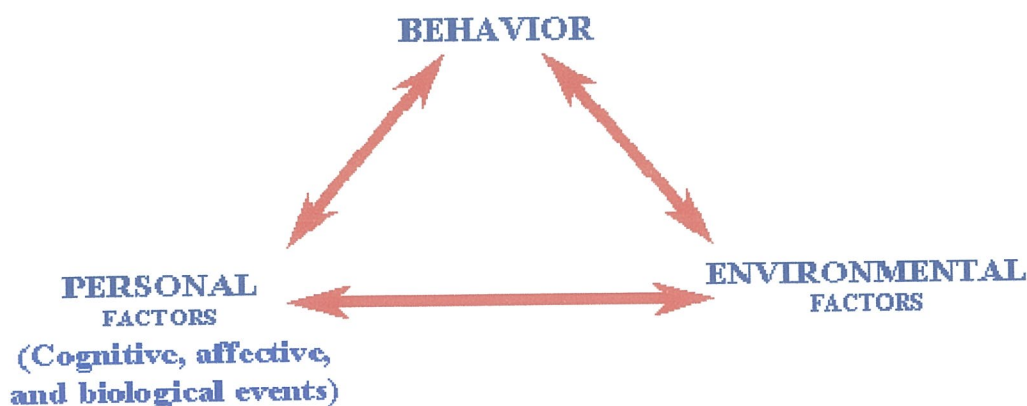 BEHAVIOR
PERSONAL
FACTORS
(Cognitive, affective,
and biological events)
ENVIRONMENTAL
FACTORS